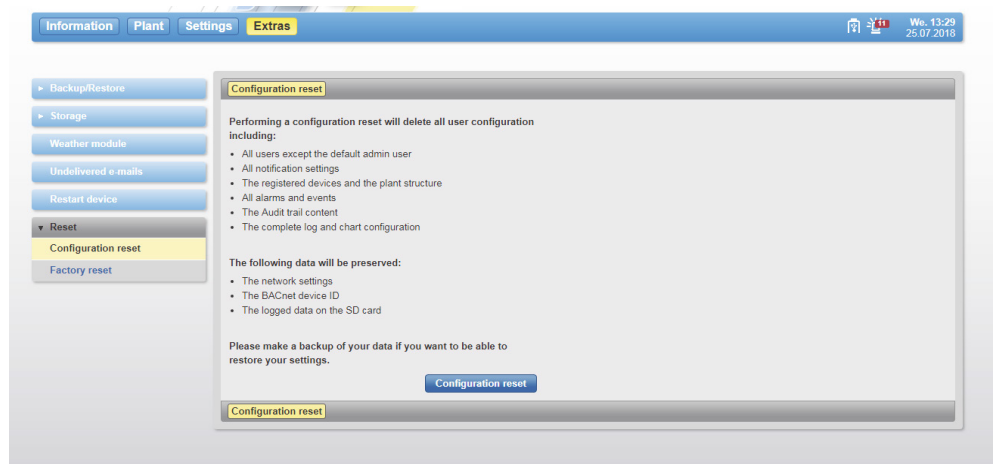 Information Plant Settings Extras 11 We. 13:29
25.07.2018
Backup/Restore
Storage
Weather module
Undelivered e-mails
Restart device
Reset
Configuration reset
Factory reset
Configuration reset
Performing a configuration reset will delete all user configuration
including:
• All users except the default admin user
• All notification settings
• The registered devices and the plant structure
• All alarms and events
• The Audit trail content
• The complete log and chart configuration
The following data will be preserved:
• The network settings
• The BACnet device ID
• The logged data on the SD card
Please make a backup of your data if you want to be able to
restore your settings.
Configuration reset
Configuration reset